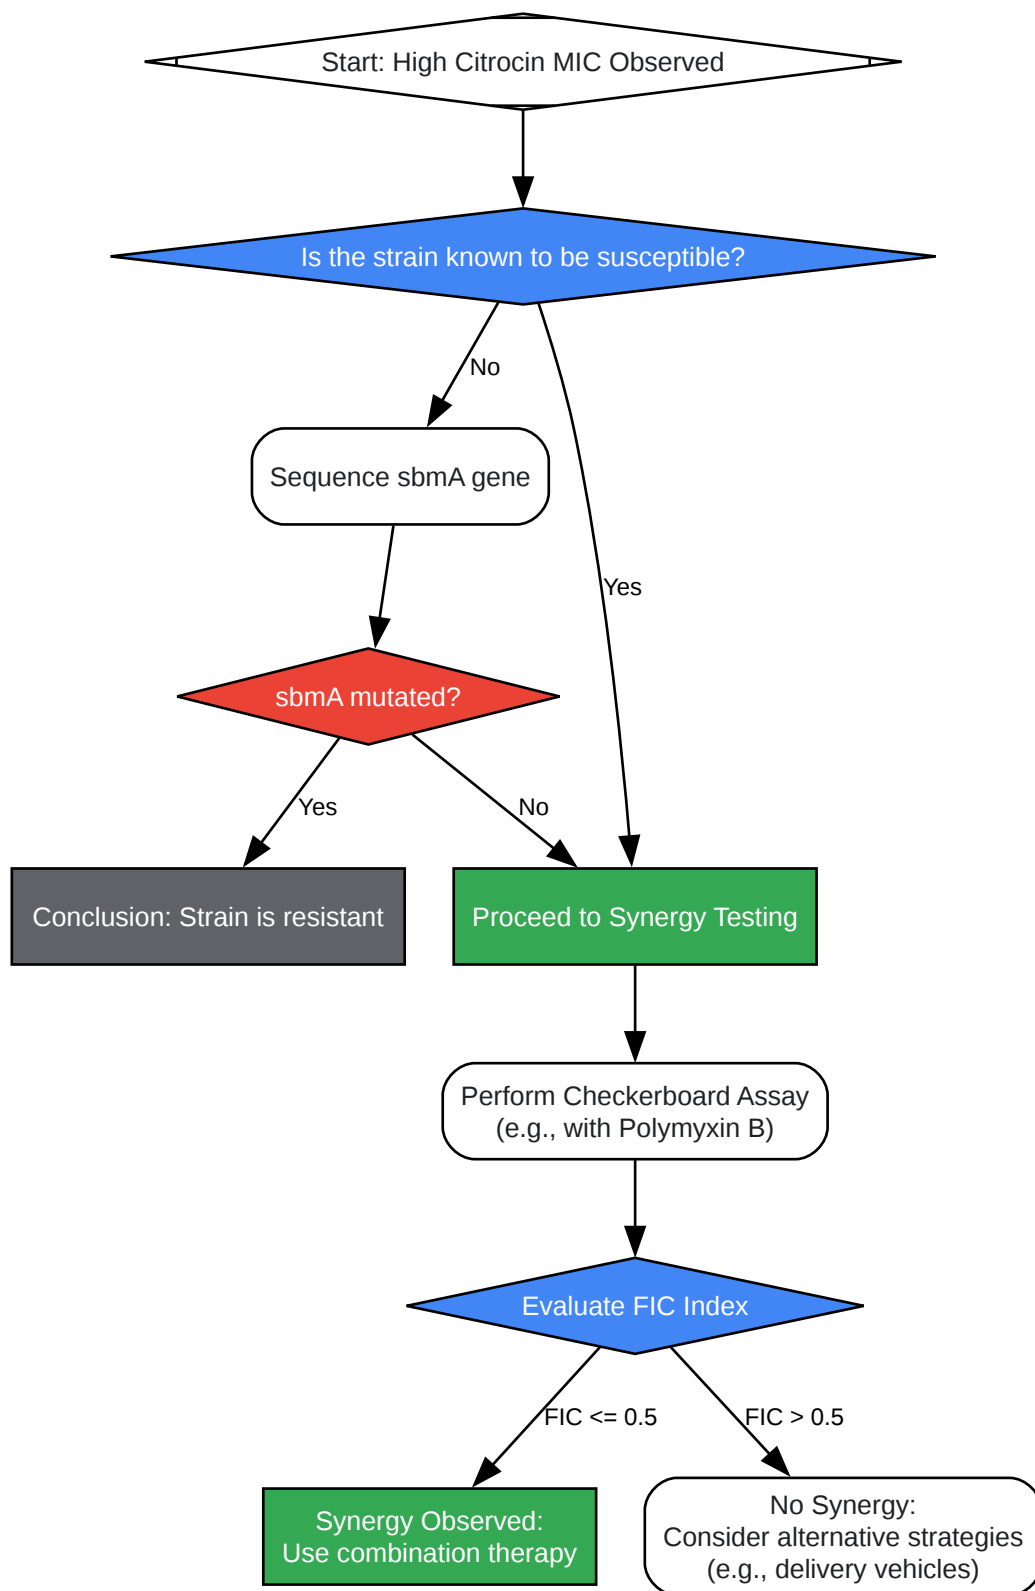 Start: High Citrocin MIC Observed
Is the strain known to be susceptible?
No
Sequence sbmA gene
Yes
sbmA mutated?
Yes
No
Conclusion: Strain is resistant
Proceed to Synergy Testing
Perform Checkerboard Assay
(e.g., with Polymyxin B)
Evaluate FIC Index
FIC <= 0.5
FIC > 0.5
Synergy Observed:
Use combination therapy
No Synergy:
Consider alternative strategies
(e.g., delivery vehicles)